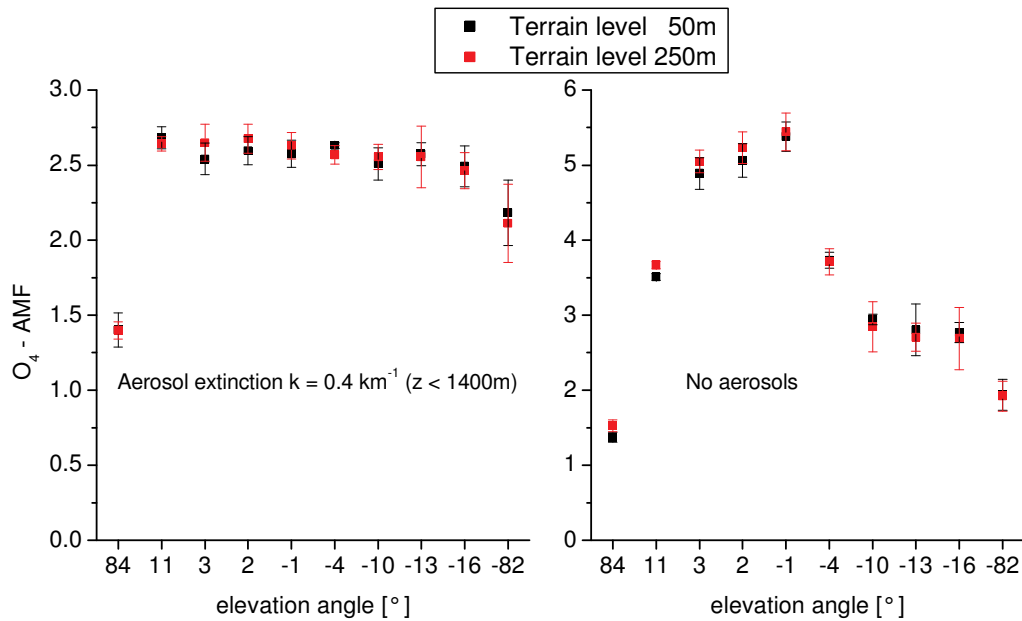 Terrain level 50m
Terrain level 250m
O₄ - AMF
3.0
2.5
2.0
1.5
1.0
0.5
0.0
Aerosol extinction k = 0.4 km⁻¹ (z < 1400m)
84 11 3 2 -1 -4 -10 -13 -16 -82
elevation angle [°]
6
5
4
3
2
1
0
No aerosols
84 11 3 2 -1 -4 -10 -13 -16 -82
elevation angle [°]